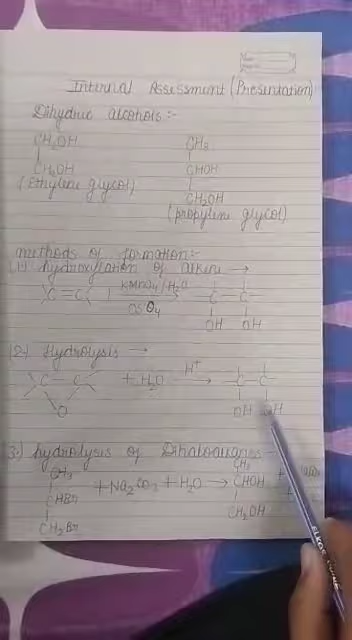 Internal Assessment (Presentation)
Dihydric alcohols :-
CH2OH
CH2OH
(Ethylene glycol)
CH3
CHOH
CH2OH
(propylene glycol)
methods of formation:-
(1) hydroxylation of alkene →
C = C + KMnO4/H2O → C - C -
OSO4
OH OH
(2) Hydrolysis →
C - C + H2O H+ → - C - C -
O
OH OH
3.) hydrolysis of Dihaloalkanes -
CH3
CHBr + Na2CO3 + H2O → CHOH +
CH2Br
CH3
CH2OH
ELKOS